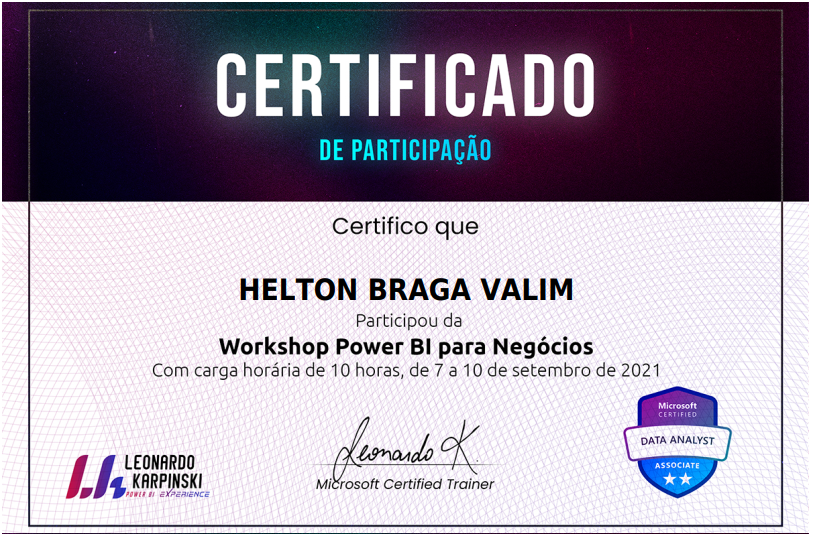 CERTIFICADO
DE PARTICIPAÇÃO
Certifico que
HELTON BRAGA VALIM
Participou da
Workshop Power BI para Negócios
Com carga horária de 10 horas, de 7 a 10 de setembro de 2021
Microsoft
CERTIFIED
DATA ANALYST
ASSOCIATE
Leonardo K.
Microsoft Certified Trainer
LEONARDO
KARPINSKI
POWER BI EXPERIENCE